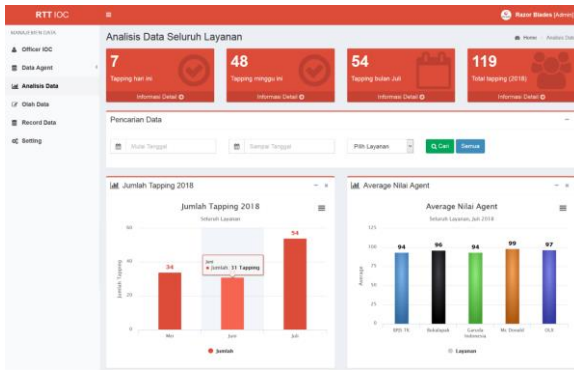 RTT IOC
Razor Blades (Admin)
MANAJEMEN DATA
Officer IOC
Data Agent
Analisis Data
Olah Data
Record Data
Setting
Analisis Data Seluruh Layanan
Home
Analisis Data
7
Tapping hari ini
Informasi Detail
48
Tapping minggu ini
Informasi Detail
54
Tapping bulan Juli
Informasi Detail
119
Total tapping (2018)
Informasi Detail
Pencarian Data
Mulai Tanggal
Sampai Tanggal
Pilih Layanan
Cari
Semua
Jumlah Tapping 2018
Jumlah Tapping 2018
Seluruh Layanan
Jumlah Tapping
60
40
20
0
34
Juni
Jumlah: 31 Tapping
54
Mei
Juni
Juli
Jumlah
Average Nilai Agent
Average Nilai Agent
Seluruh Layanan, Juli 2018
Average
125
100
75
50
25
0
94
96
94
99
97
Bukalapak
Garuda
Indonesia
Mc Donald
OLX
Layanan